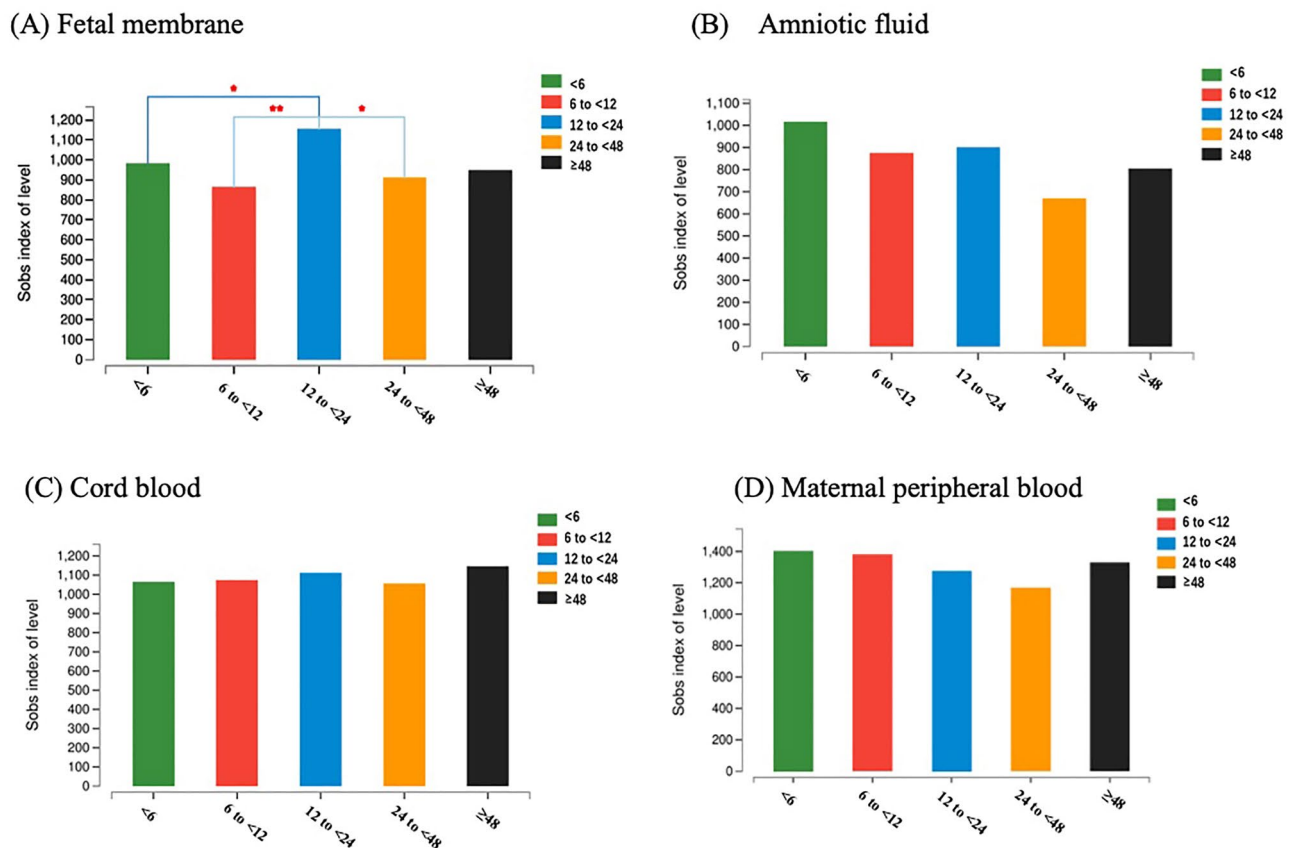 (A) Fetal membrane
<6
6 to <12
12 to <24
24 to <48
≥48
*
**
*
Sobs index of level
1,200
1,100
1,000
900
800
700
600
500
400
300
200
100
0
<6
6 to <12
12 to <24
24 to <48
≥48
(B) Amniotic fluid
<6
6 to <12
12 to <24
24 to <48
≥48
Sobs index of level
1,100
1,000
900
800
700
600
500
400
300
200
100
0
<6
6 to <12
12 to <24
24 to <48
≥48
(C) Cord blood
<6
6 to <12
12 to <24
24 to <48
≥48
Sobs index of level
1,200
1,100
1,000
900
800
700
600
500
400
300
200
100
0
<6
6 to <12
12 to <24
24 to <48
≥48
(D) Maternal peripheral blood
<6
6 to <12
12 to <24
24 to <48
≥48
Sobs index of level
1,400
1,200
1,000
800
600
400
200
0
<6
6 to <12
12 to <24
24 to <48
≥48